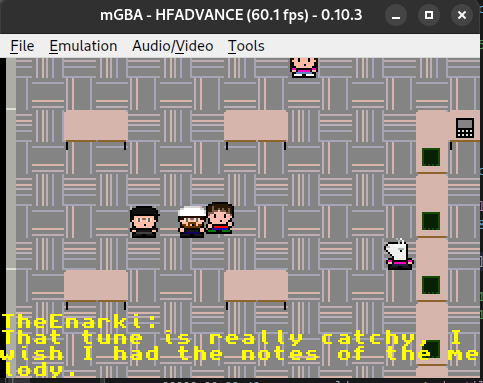 mGBA - HFADVANCE (60.1 fps) - 0.10.3
File Emulation Audio/Video Tools
TheEnarki:
That tune is really catchy. I
wish I had the notes of the me
lody.